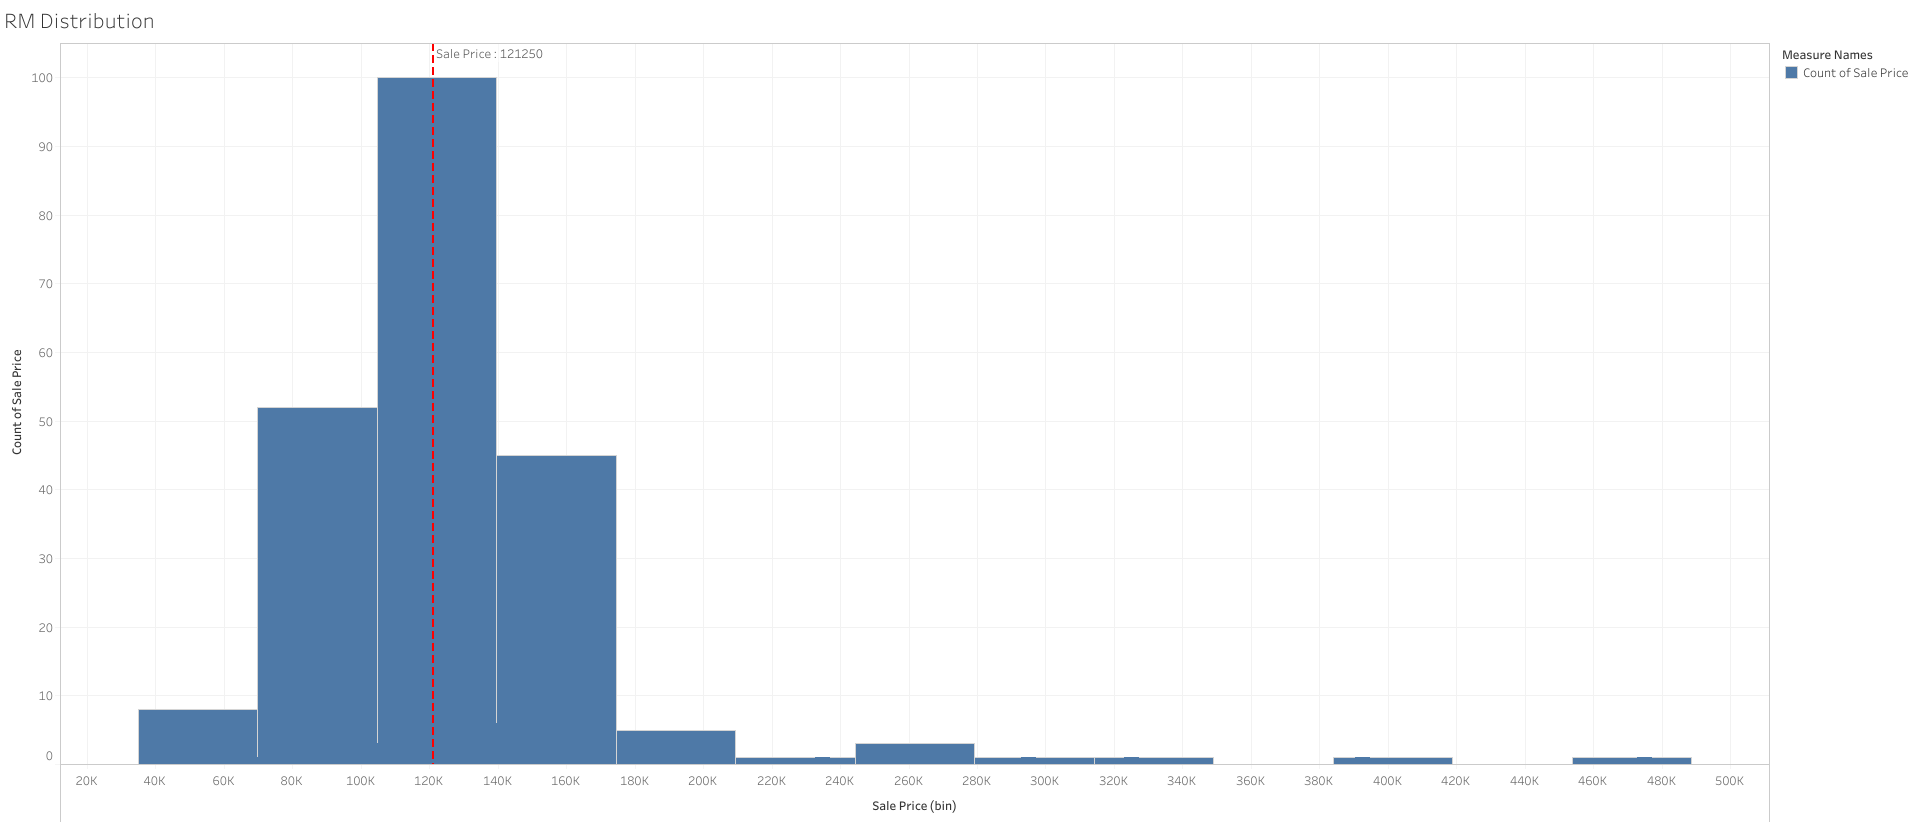 RM Distribution
Sale Price : 121250
Measure Names
Count of Sale Price
100
90
80
70
60
50
40
30
20
10
0
Count of Sale Price
20K 40K 60K 80K 100K 120K 140K 160K 180K 200K 220K 240K 260K 280K 300K 320K 340K 360K 380K 400K 420K 440K 460K 480K 500K
Sale Price (bin)